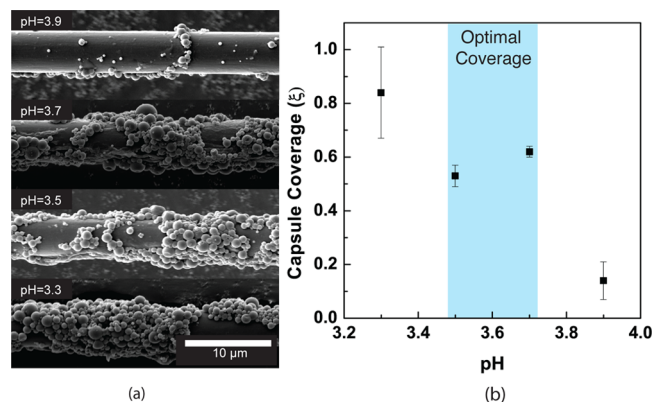 pH=3.9
pH=3.7
pH=3.5
pH=3.3
10 μm
(a)
Optimal
Coverage
Capsule Coverage (ξ)
1.0
0.8
0.6
0.4
0.2
0.0
3.2 3.4 3.6 3.8 4.0
pH
(b)